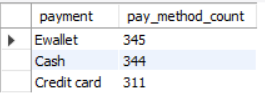 payment pay_method_count
Ewallet 345
Cash 344
Credit card 311